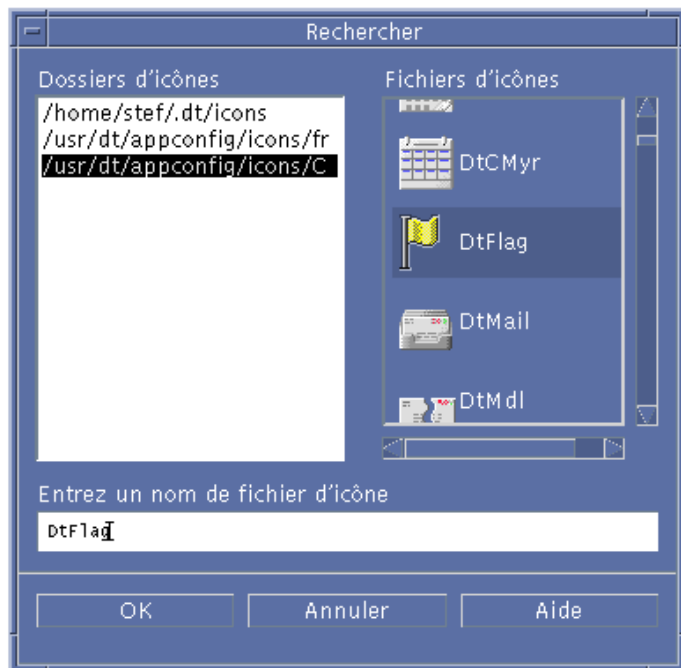 Rechercher
Dossiers d'icônes
/home/stef/.dt/icons
/usr/dt/appconfig/icons/fr
/usr/dt/appconfig/icons/C
Fichiers d'icônes
DtCMyr
DtFlag
DtMail
DtMdl
Entrez un nom de fichier d'icône
DtFlag
OK
Annuler
Aide